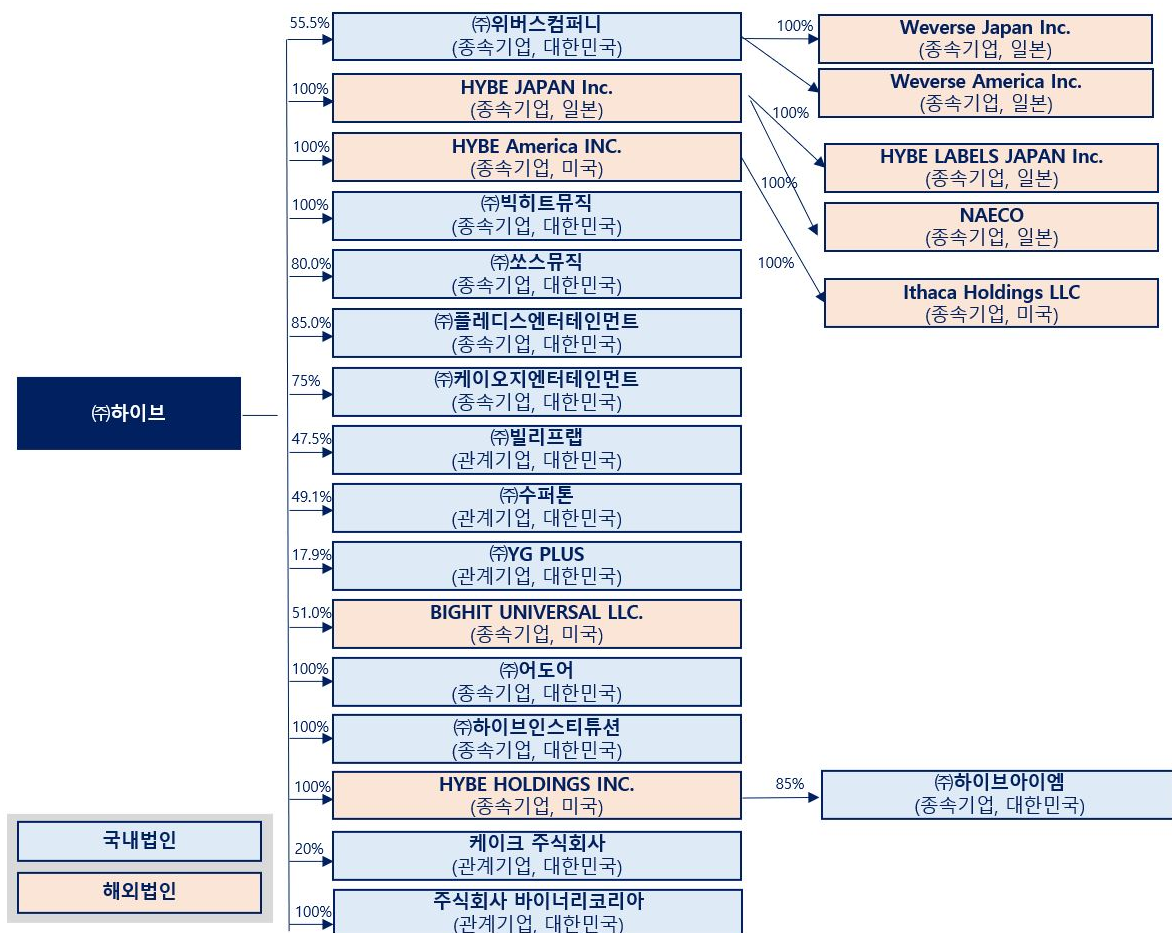 55.5%
㈜위버스컴퍼니
(종속기업, 대한민국)
100%
Weverse Japan Inc.
(종속기업, 일본)
Weverse America Inc.
(종속기업, 일본)
100%
HYBE JAPAN Inc.
(종속기업, 일본)
100%
HYBE LABELS JAPAN Inc.
(종속기업, 일본)
100%
NAECO
(종속기업, 일본)
100%
HYBE America INC.
(종속기업, 미국)
100%
Ithaca Holdings LLC
(종속기업, 미국)
100%
㈜빅히트뮤직
(종속기업, 대한민국)
80.0%
㈜쏘스뮤직
(종속기업, 대한민국)
85.0%
㈜플레디스엔터테인먼트
(종속기업, 대한민국)
75%
㈜케이오지엔터테인먼트
(종속기업, 대한민국)
㈜하이브
47.5%
㈜빌리프랩
(관계기업, 대한민국)
49.1%
㈜수퍼톤
(관계기업, 대한민국)
17.9%
㈜YG PLUS
(관계기업, 대한민국)
51.0%
BIGHIT UNIVERSAL LLC.
(종속기업, 미국)
100%
㈜어도어
(종속기업, 대한민국)
100%
㈜하이브인스티튜션
(종속기업, 대한민국)
100%
HYBE HOLDINGS INC.
(종속기업, 미국)
85%
㈜하이브아이엠
(종속기업, 대한민국)
20%
케이크 주식회사
(관계기업, 대한민국)
100%
주식회사 바이너리코리아
(관계기업, 대한민국)
국내법인
해외법인